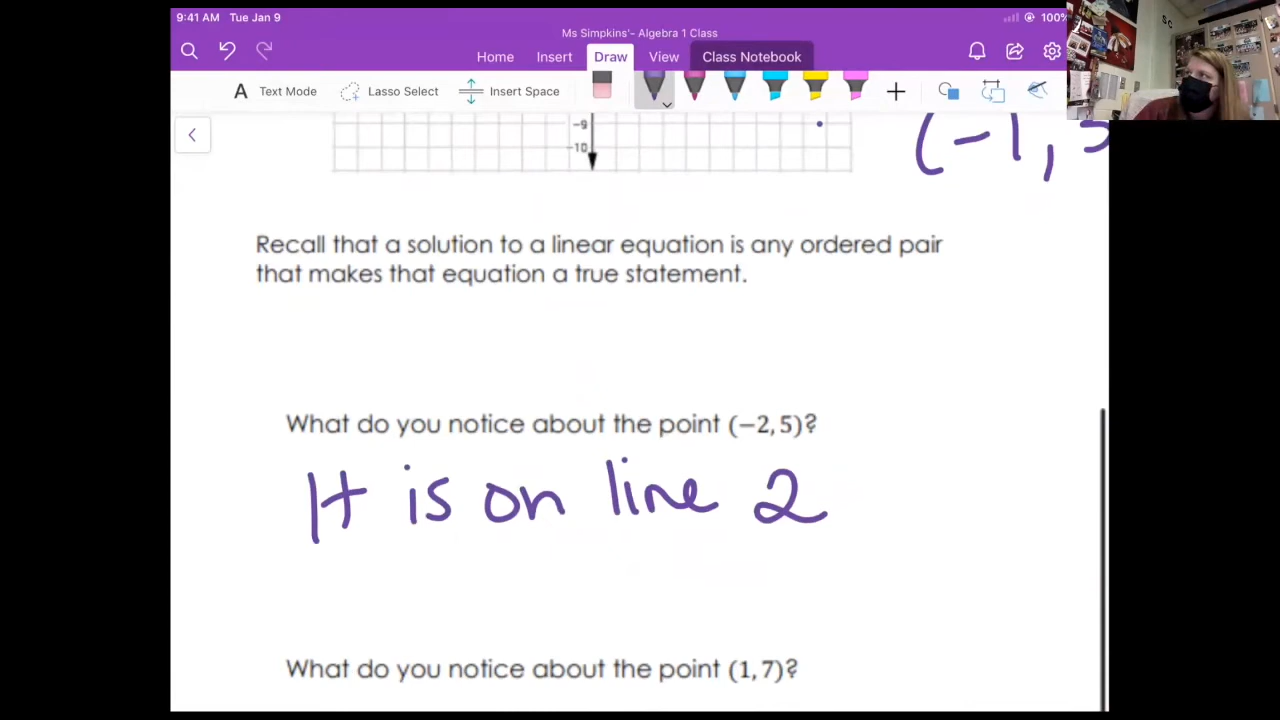 9:41 AM Tue Jan 9
100%
Ms Simpkins'- Algebra 1 Class
Home Insert Draw View Class Notebook
A Text Mode Lasso Select Insert Space
-9
-10
(-1,
Recall that a solution to a linear equation is any ordered pair
that makes that equation a true statement.
What do you notice about the point (−2, 5)?
It is on line 2
What do you notice about the point (1, 7)?